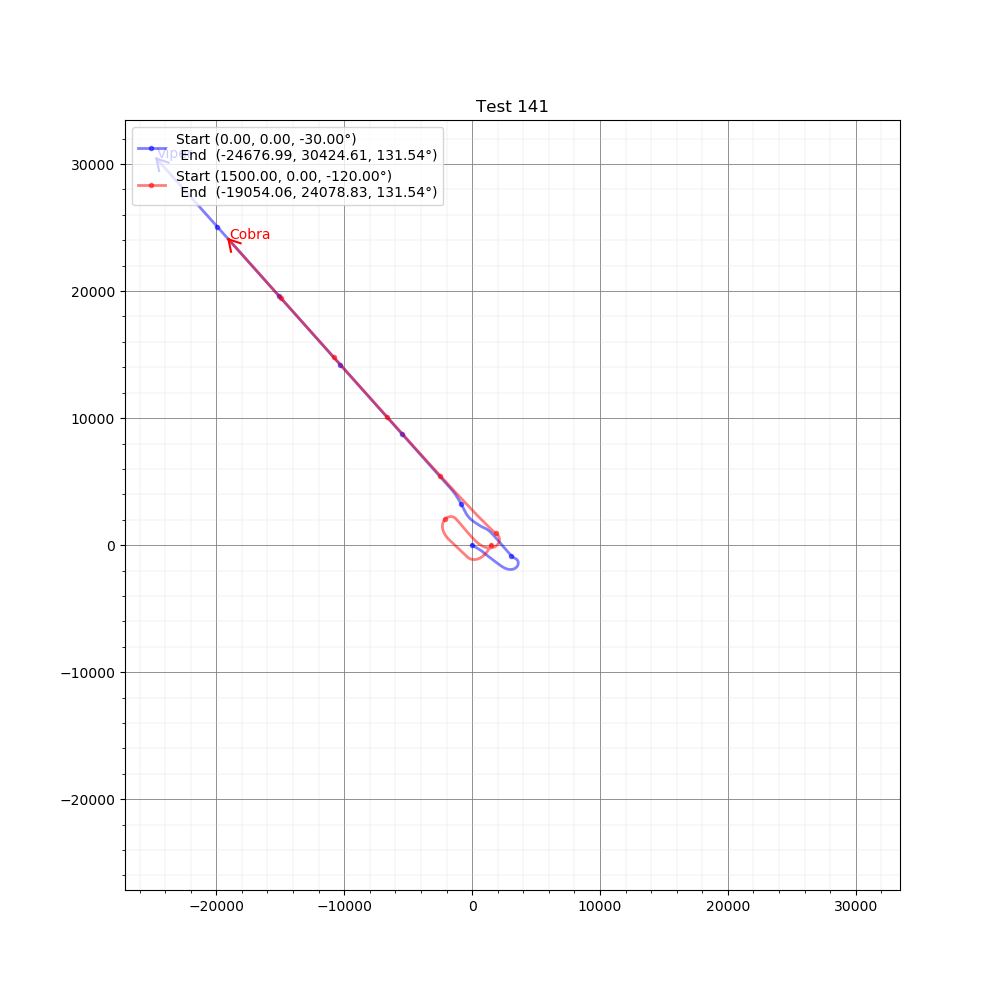 Test 141
Start (0.00, 0.00, -30.00°)
End  (-24676.99, 30424.61, 131.54°)
Start (1500.00, 0.00, -120.00°)
End  (-19054.06, 24078.83, 131.54°)
Viper
Cobra
30000
20000
10000
0
−10000
−20000
−20000
−10000
0
10000
20000
30000